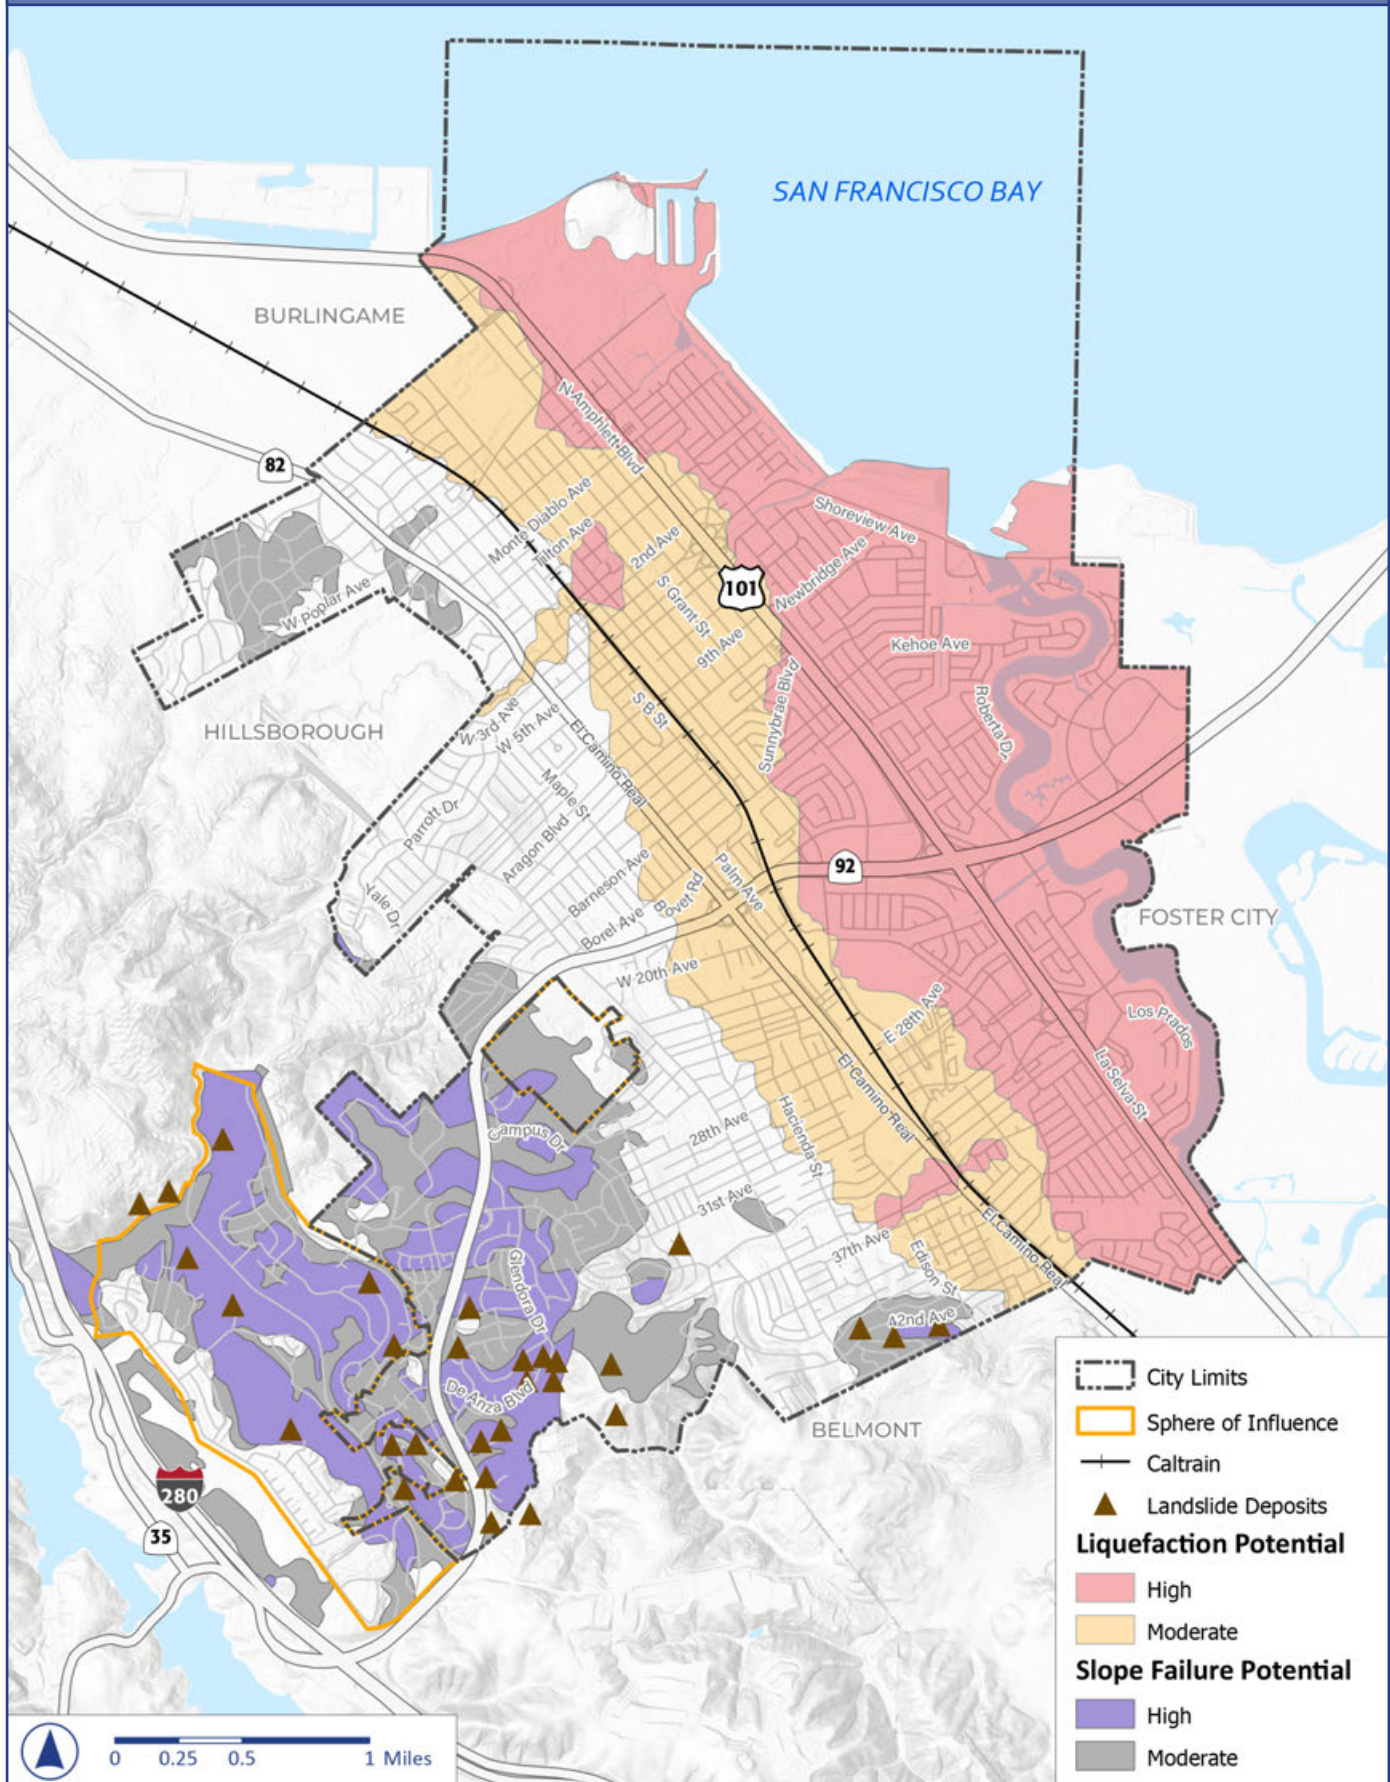 SAN FRANCISCO BAY
BURLINGAME
N Amphlett Blvd
82
Monte Diablo Ave
Tilton Ave
2nd Ave
Shoreview Ave
101
Newbridge Ave
S Grant St
9th Ave
W Poplar Ave
Kehoe Ave
Roberta Dr
HILLSBOROUGH
W 3rd Ave
W 5th Ave
S B St
El Camino Real
Sunnybrae Blvd
Maple St
Parrott Dr
Aragon Blvd
Barneson Ave
Palm Ave
92
Yale Dr
Bovet Rd
Borel Ave
FOSTER CITY
W 20th Ave
E 28th Ave
Los Prados
La Selva St
El Camino Real
Campus Dr
28th Ave
Hacienda St
31st Ave
37th Ave
El Camino Real
Edison St
Glendora Dr
42nd Ave
De Anza Blvd
BELMONT
280
35
City Limits
Sphere of Influence
Caltrain
Landslide Deposits
Liquefaction Potential
High
Moderate
Slope Failure Potential
High
Moderate
0 0.25 0.5 1 Miles